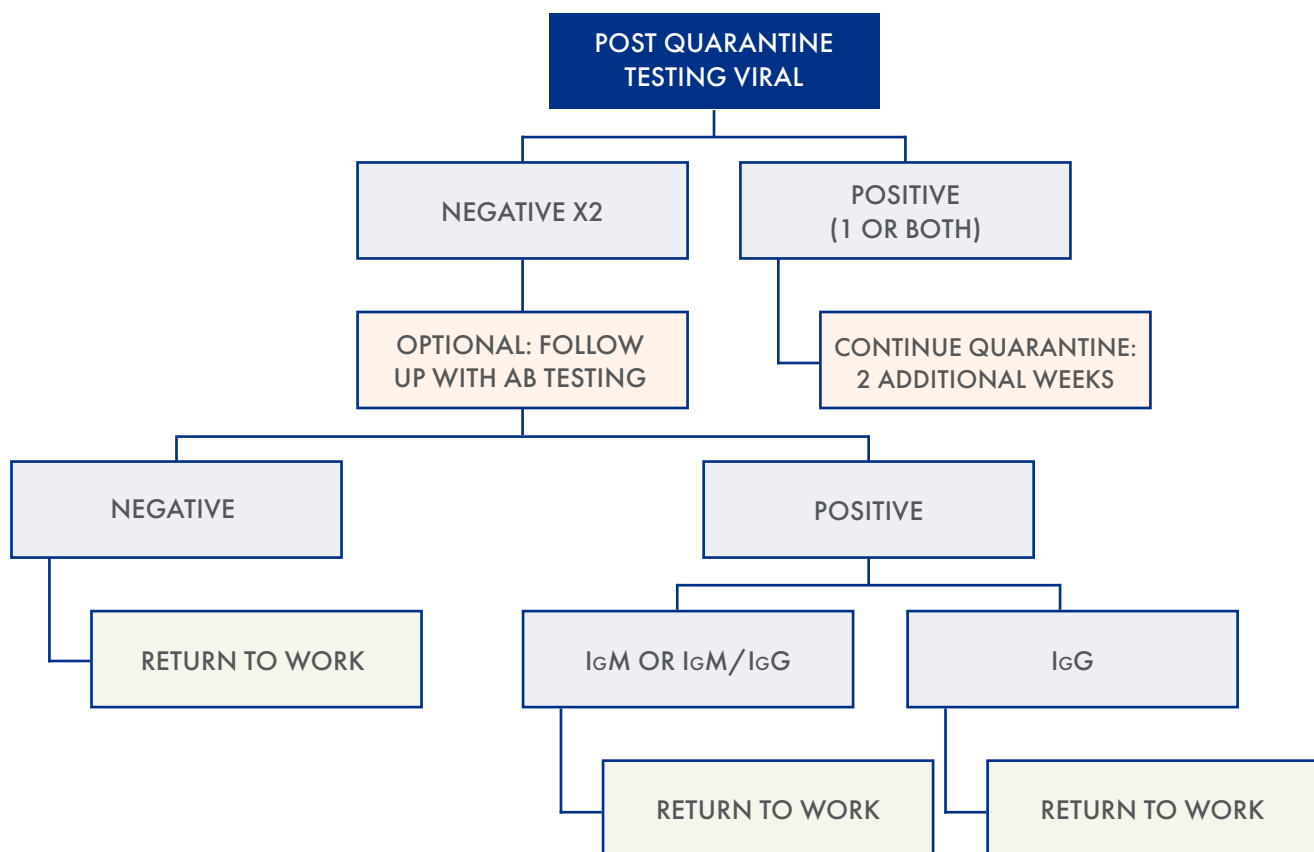 POST QUARANTINE
TESTING VIRAL
NEGATIVE X2
POSITIVE
(1 OR BOTH)
OPTIONAL: FOLLOW
UP WITH AB TESTING
CONTINUE QUARANTINE:
2 ADDITIONAL WEEKS
NEGATIVE
POSITIVE
RETURN TO WORK
IGM OR IGM/IGG
IGG
RETURN TO WORK
RETURN TO WORK